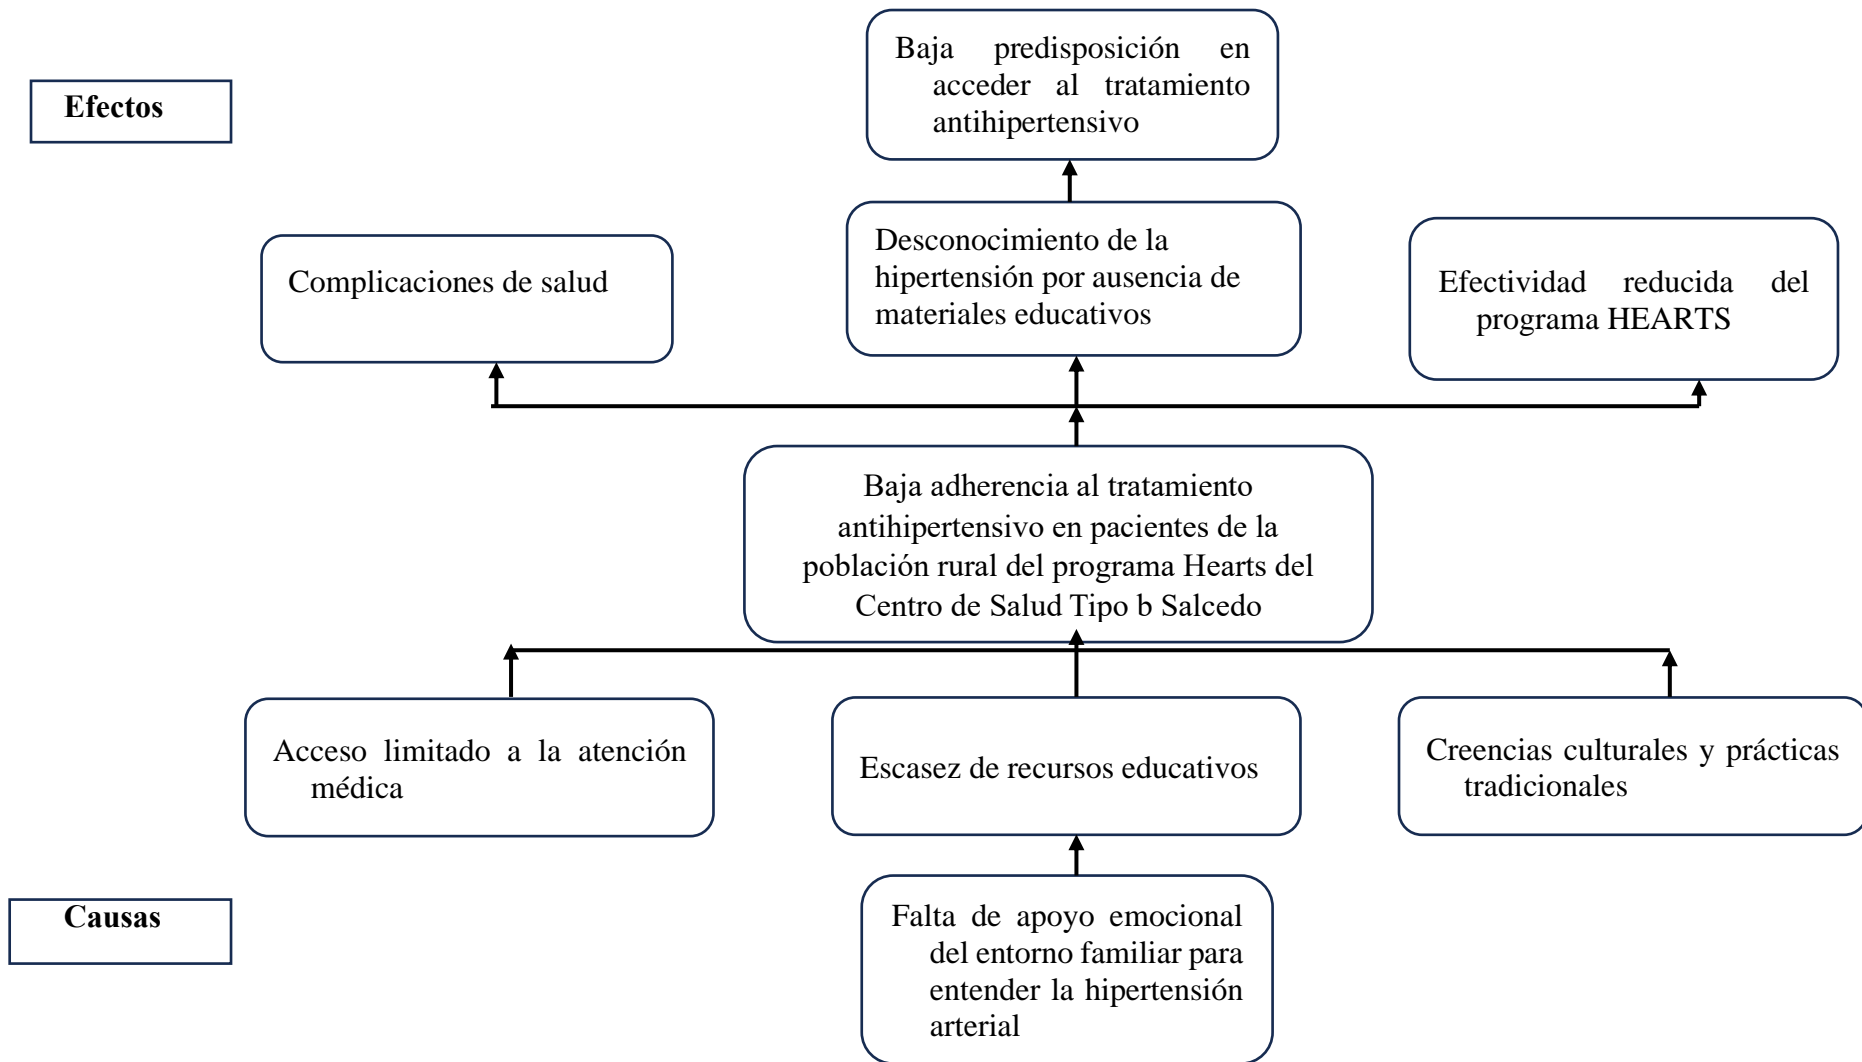 Baja predisposición en
acceder al tratamiento
antihipertensivo
Efectos
Complicaciones de salud
Desconocimiento de la
hipertensión por ausencia de
materiales educativos
Efectividad reducida del
programa HEARTS
Baja adherencia al tratamiento
antihipertensivo en pacientes de la
población rural del programa Hearts del
Centro de Salud Tipo b Salcedo
Acceso limitado a la atención
médica
Escasez de recursos educativos
Creencias culturales y prácticas
tradicionales
Causas
Falta de apoyo emocional
del entorno familiar para
entender la hipertensión
arterial